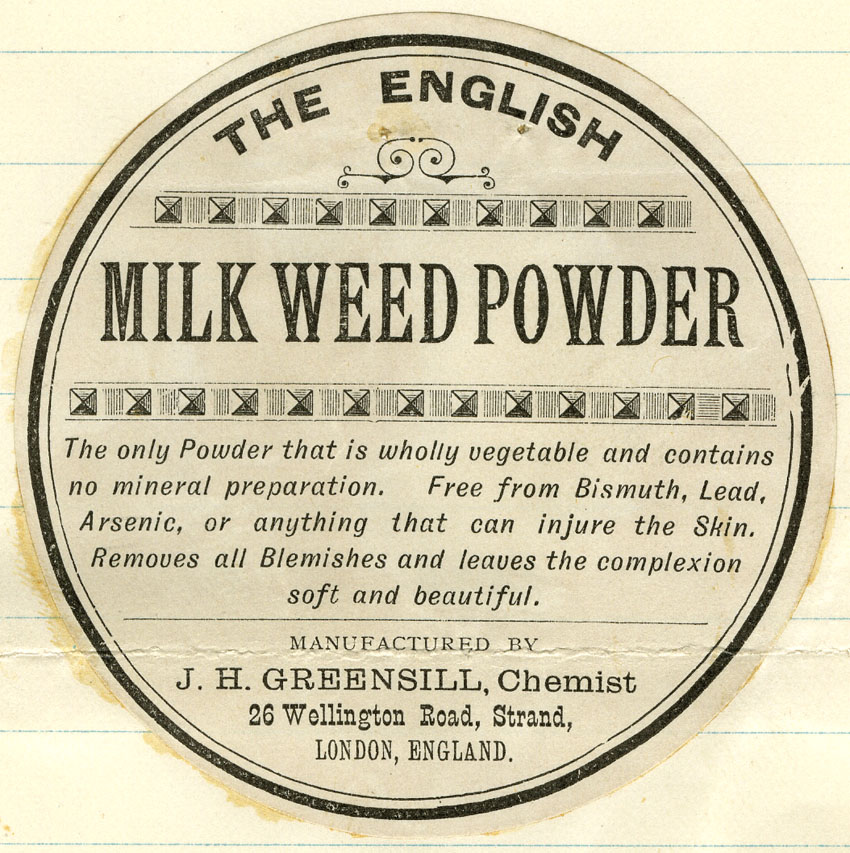 THE ENGLISH
MILK WEED POWDER
The only Powder that is wholly vegetable and contains
no mineral preparation. Free from Bismuth, Lead,
Arsenic, or anything that can injure the Skin.
Removes all Blemishes and leaves the complexion
soft and beautiful.
MANUFACTURED BY
J. H. GREENSILL, Chemist
26 Wellington Road, Strand,
LONDON, ENGLAND.